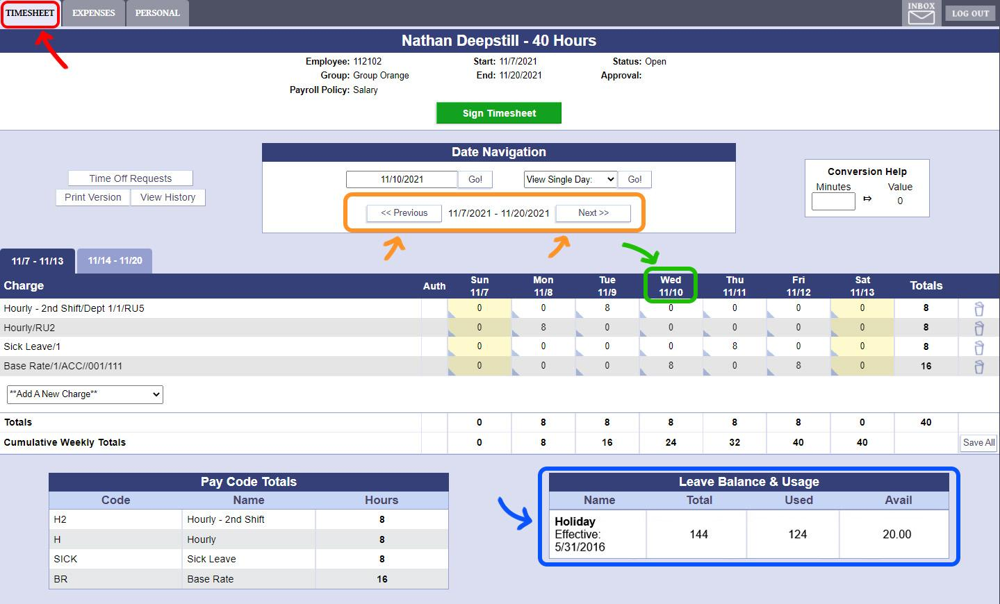 TIMESHEET EXPENSES PERSONAL INBOX LOG OUT
Nathan Deepstill - 40 Hours
Employee: 112102 Start: 11/7/2021 Status: Open
Group: Group Orange End: 11/20/2021 Approval:
Payroll Policy: Salary
Sign Timesheet
Date Navigation
Time Off Requests
Print Version View History
11/10/2021 Go! View Single Day: Go!
<< Previous 11/7/2021 - 11/20/2021 Next >>
Conversion Help
Minutes ⇔ Value
0
11/7 - 11/13 11/14 - 11/20
Charge Auth Sun 11/7 Mon 11/8 Tue 11/9 Wed 11/10 Thu 11/11 Fri 11/12 Sat 11/13 Totals
Hourly - 2nd Shift/Dept 1/1/RU5 0 0 8 0 0 0 0 8
Hourly/RU2 0 8 0 0 0 0 0 8
Sick Leave/1 0 0 0 0 8 0 0 8
Base Rate/1/ACC//001/111 0 0 0 8 0 8 0 16
**Add A New Charge**
Totals 0 8 8 8 8 8 0 40
Cumulative Weekly Totals 0 8 16 24 32 40 40 Save All
Pay Code Totals
Code Name Hours
H2 Hourly - 2nd Shift 8
H Hourly 8
SICK Sick Leave 8
BR Base Rate 16
Leave Balance & Usage
Name Total Used Avail
Holiday
Effective: 144 124 20.00
5/31/2016